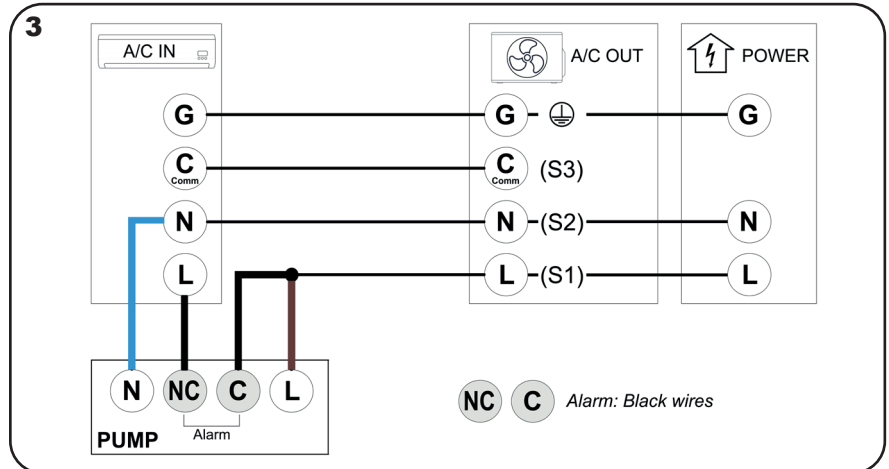 3
A/C IN
A/C OUT
POWER
G
G
G
C
Comm
C
Comm
(S3)
N
N
(S2)
N
L
L
(S1)
L
N
NC
C
L
Alarm
PUMP
NC
C
Alarm: Black wires